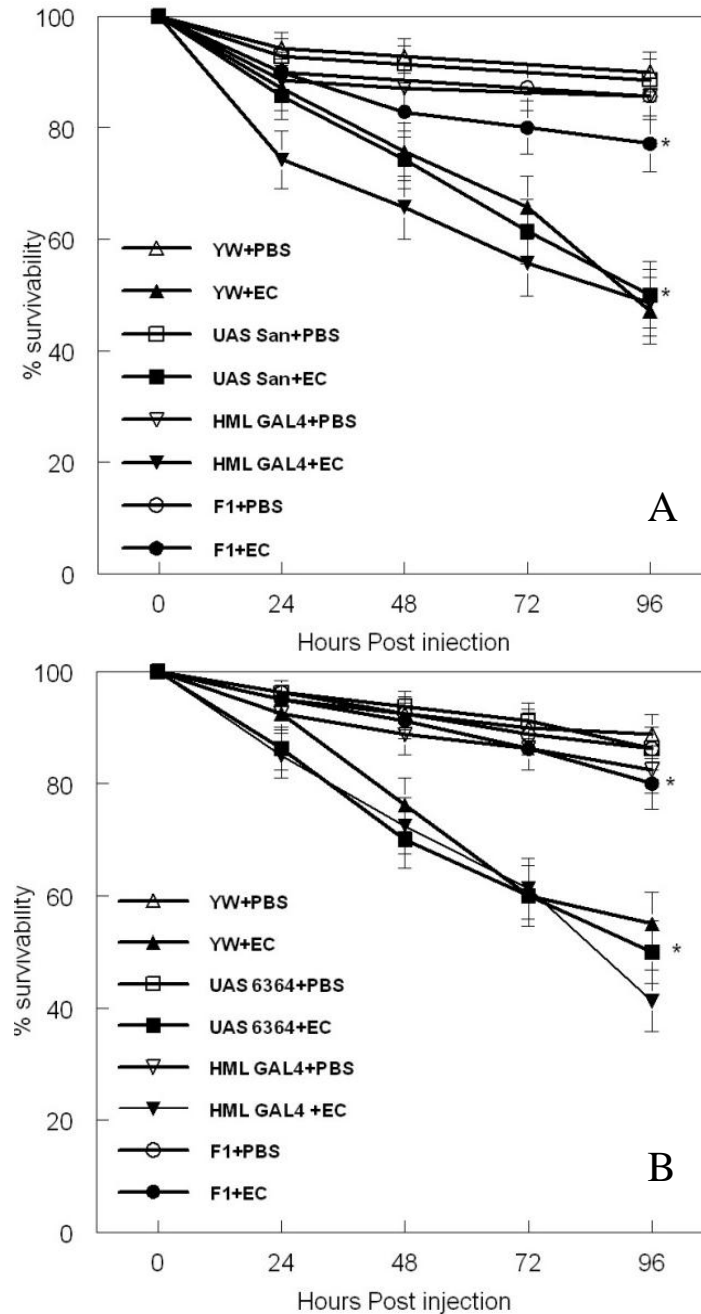 100
80
60
40
20
0
% survivability
YW+PBS
YW+EC
UAS San+PBS
UAS San+EC
HML GAL4+PBS
HML GAL4+EC
F1+PBS
F1+EC
*
*
A
0 24 48 72 96
Hours Post injection
100
80
60
40
20
0
% survivability
YW+PBS
YW+EC
UAS 6364+PBS
UAS 6364+EC
HML GAL4+PBS
HML GAL4 +EC
F1+PBS
F1+EC
*
*
B
0 24 48 72 96
Hours Post injection